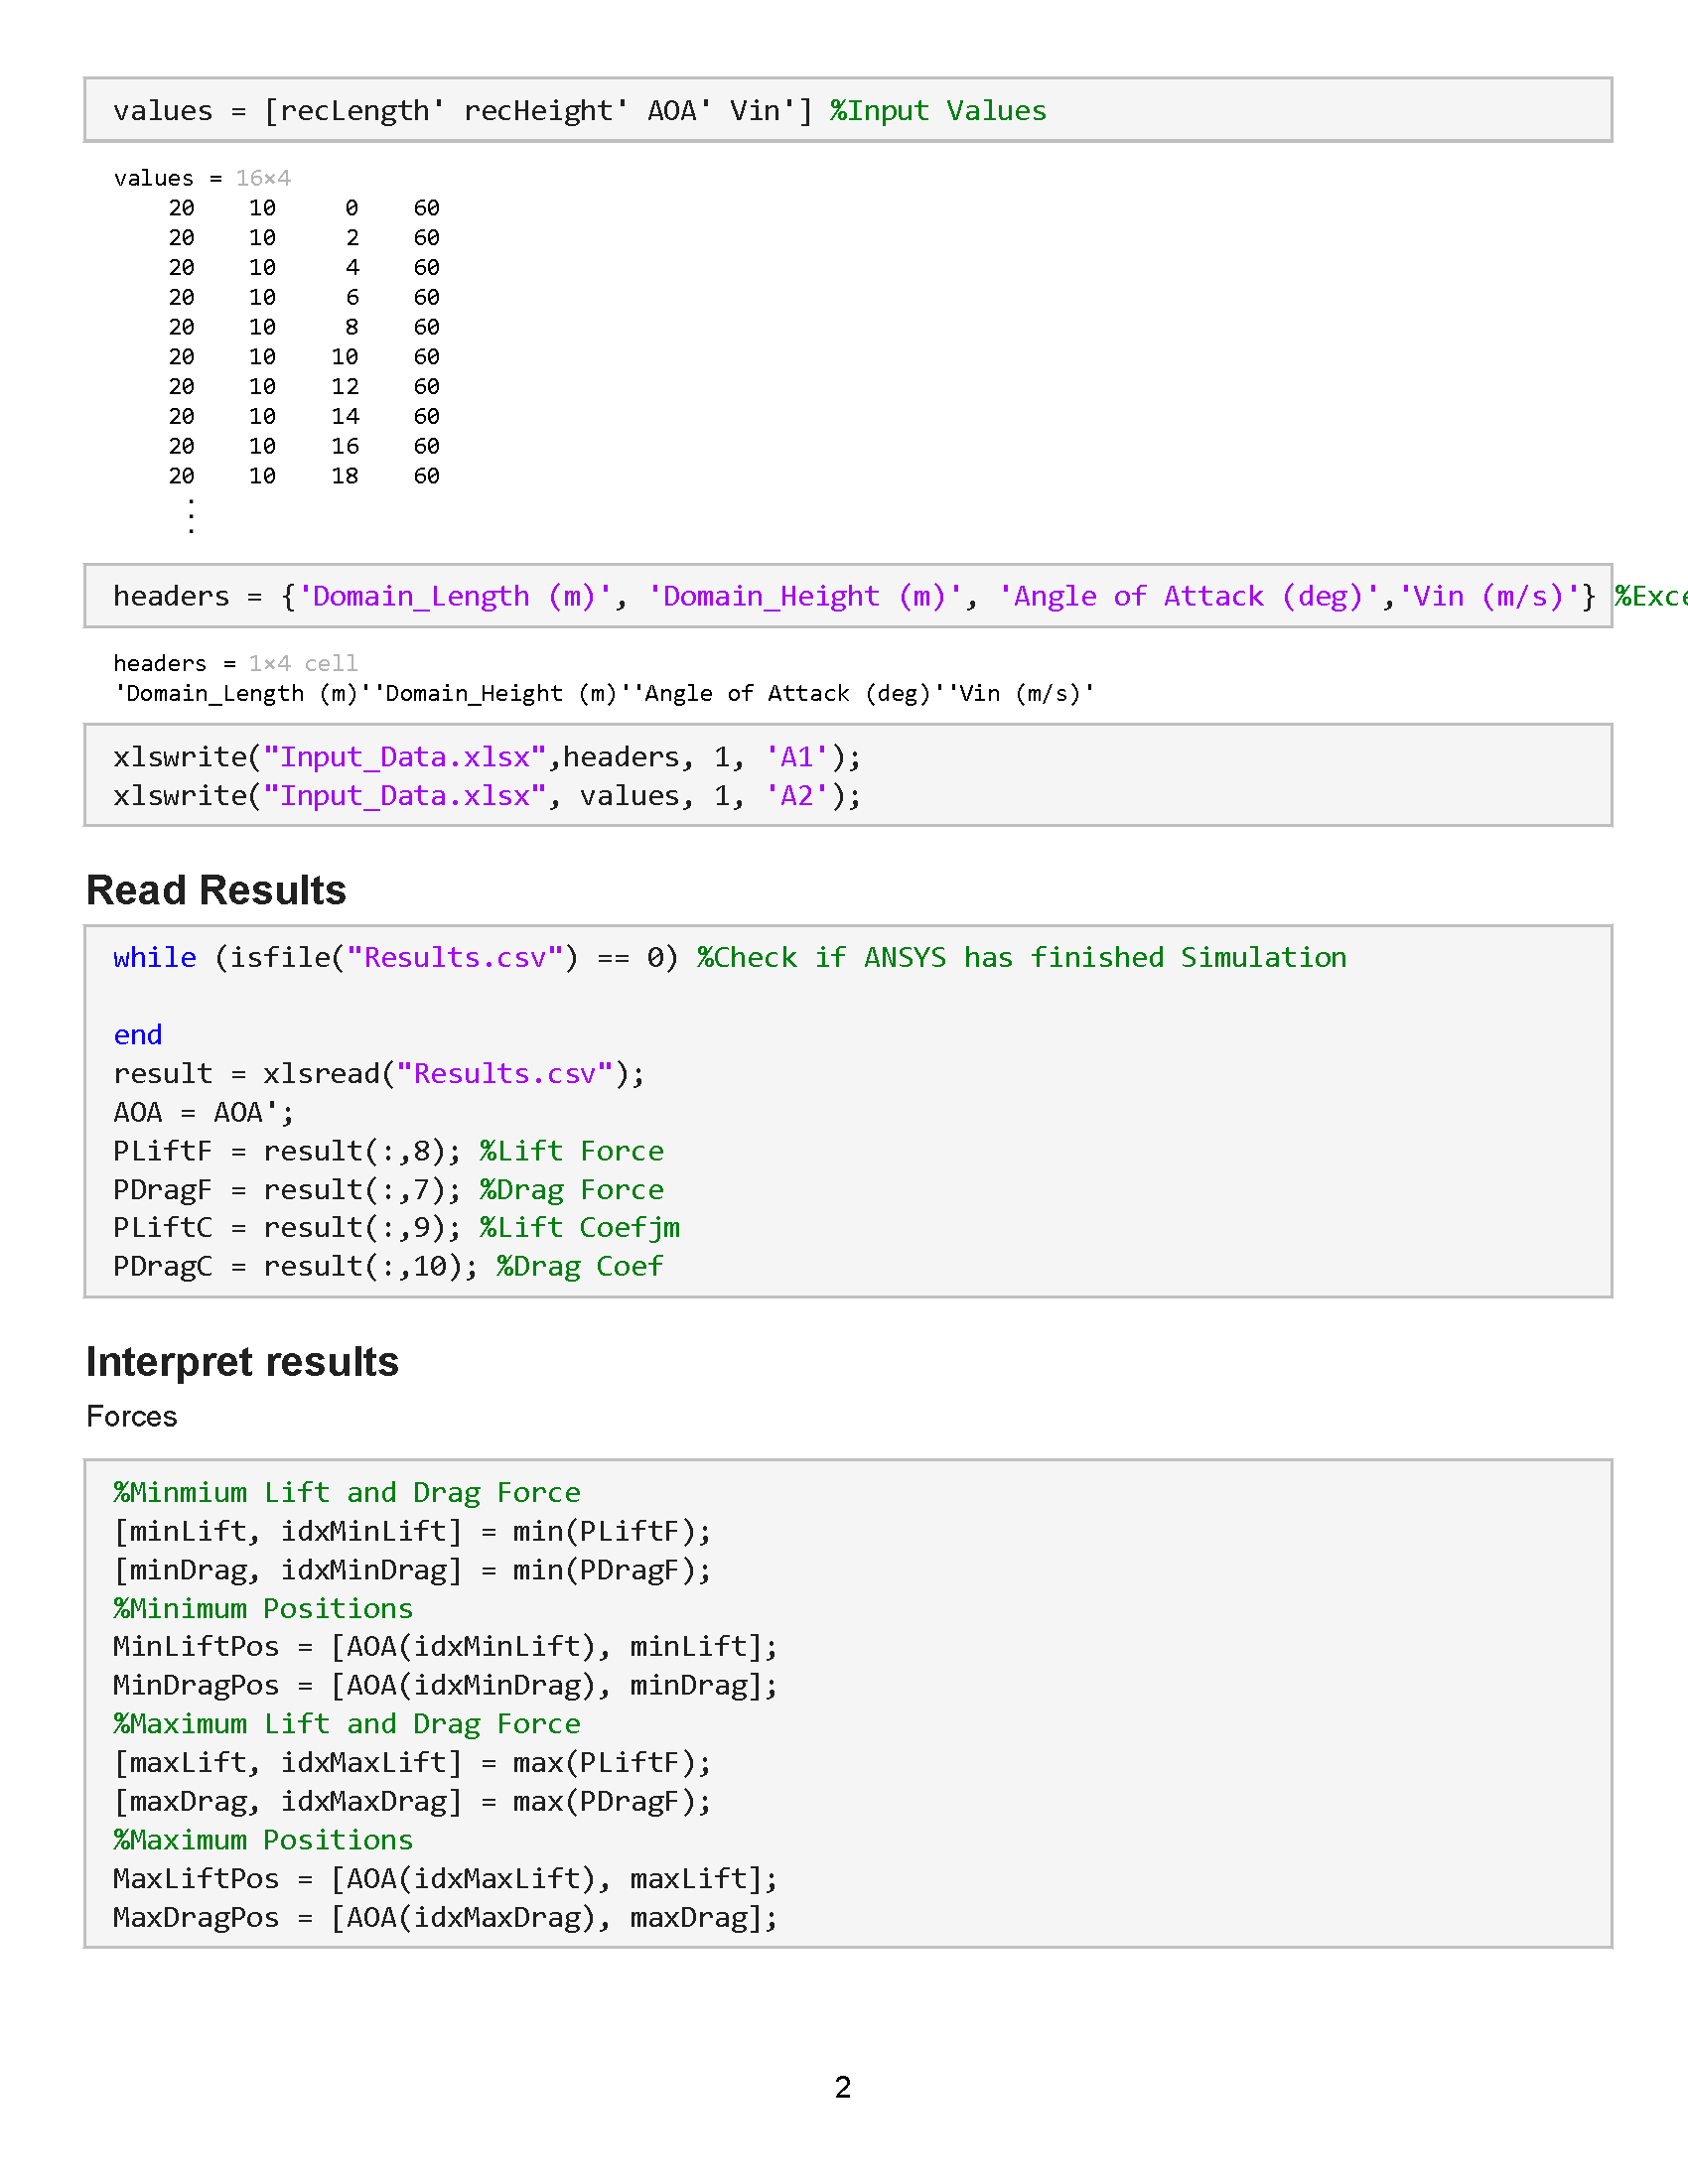 values = [recLength' recHeight' AOA' Vin'] %Input Values
values = 16×4
20 10 0 60
20 10 2 60
20 10 4 60
20 10 6 60
20 10 8 60
20 10 10 60
20 10 12 60
20 10 14 60
20 10 16 60
20 10 18 60
⋮
headers = {'Domain_Length (m)', 'Domain_Height (m)', 'Angle of Attack (deg)','Vin (m/s)'} %Exce
headers = 1×4 cell
'Domain_Length (m)''Domain_Height (m)''Angle of Attack (deg)''Vin (m/s)'
xlswrite("Input_Data.xlsx",headers, 1, 'A1');
xlswrite("Input_Data.xlsx", values, 1, 'A2');
Read Results
while (isfile("Results.csv") == 0) %Check if ANSYS has finished Simulation
end
result = xlsread("Results.csv");
AOA = AOA';
PLiftF = result(:,8); %Lift Force
PDragF = result(:,7); %Drag Force
PLiftC = result(:,9); %Lift Coefjm
PDragC = result(:,10); %Drag Coef
Interpret results
Forces
%Minmium Lift and Drag Force
[minLift, idxMinLift] = min(PLiftF);
[minDrag, idxMinDrag] = min(PDragF);
%Minimum Positions
MinLiftPos = [AOA(idxMinLift), minLift];
MinDragPos = [AOA(idxMinDrag), minDrag];
%Maximum Lift and Drag Force
[maxLift, idxMaxLift] = max(PLiftF);
[maxDrag, idxMaxDrag] = max(PDragF);
%Maximum Positions
MaxLiftPos = [AOA(idxMaxLift), maxLift];
MaxDragPos = [AOA(idxMaxDrag), maxDrag];
2